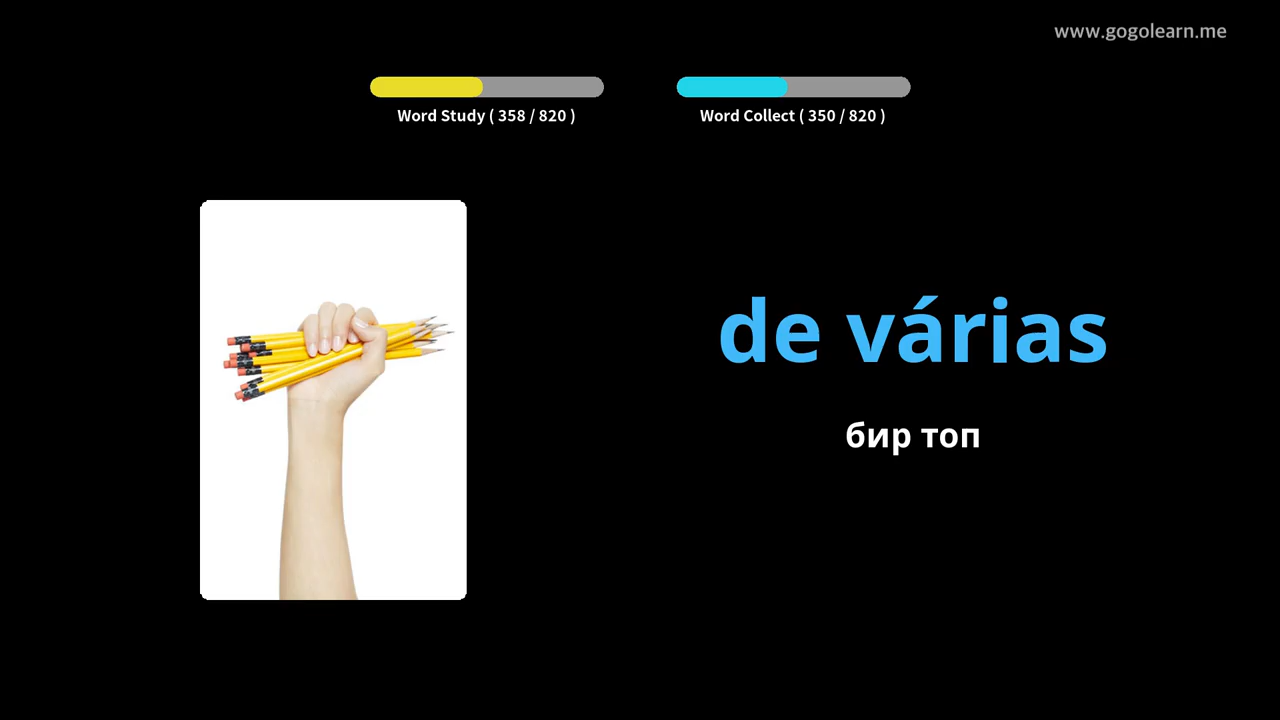 www.gogolearn.me
Word Study ( 358 / 820 )
Word Collect ( 350 / 820 )
de várias
бир топ